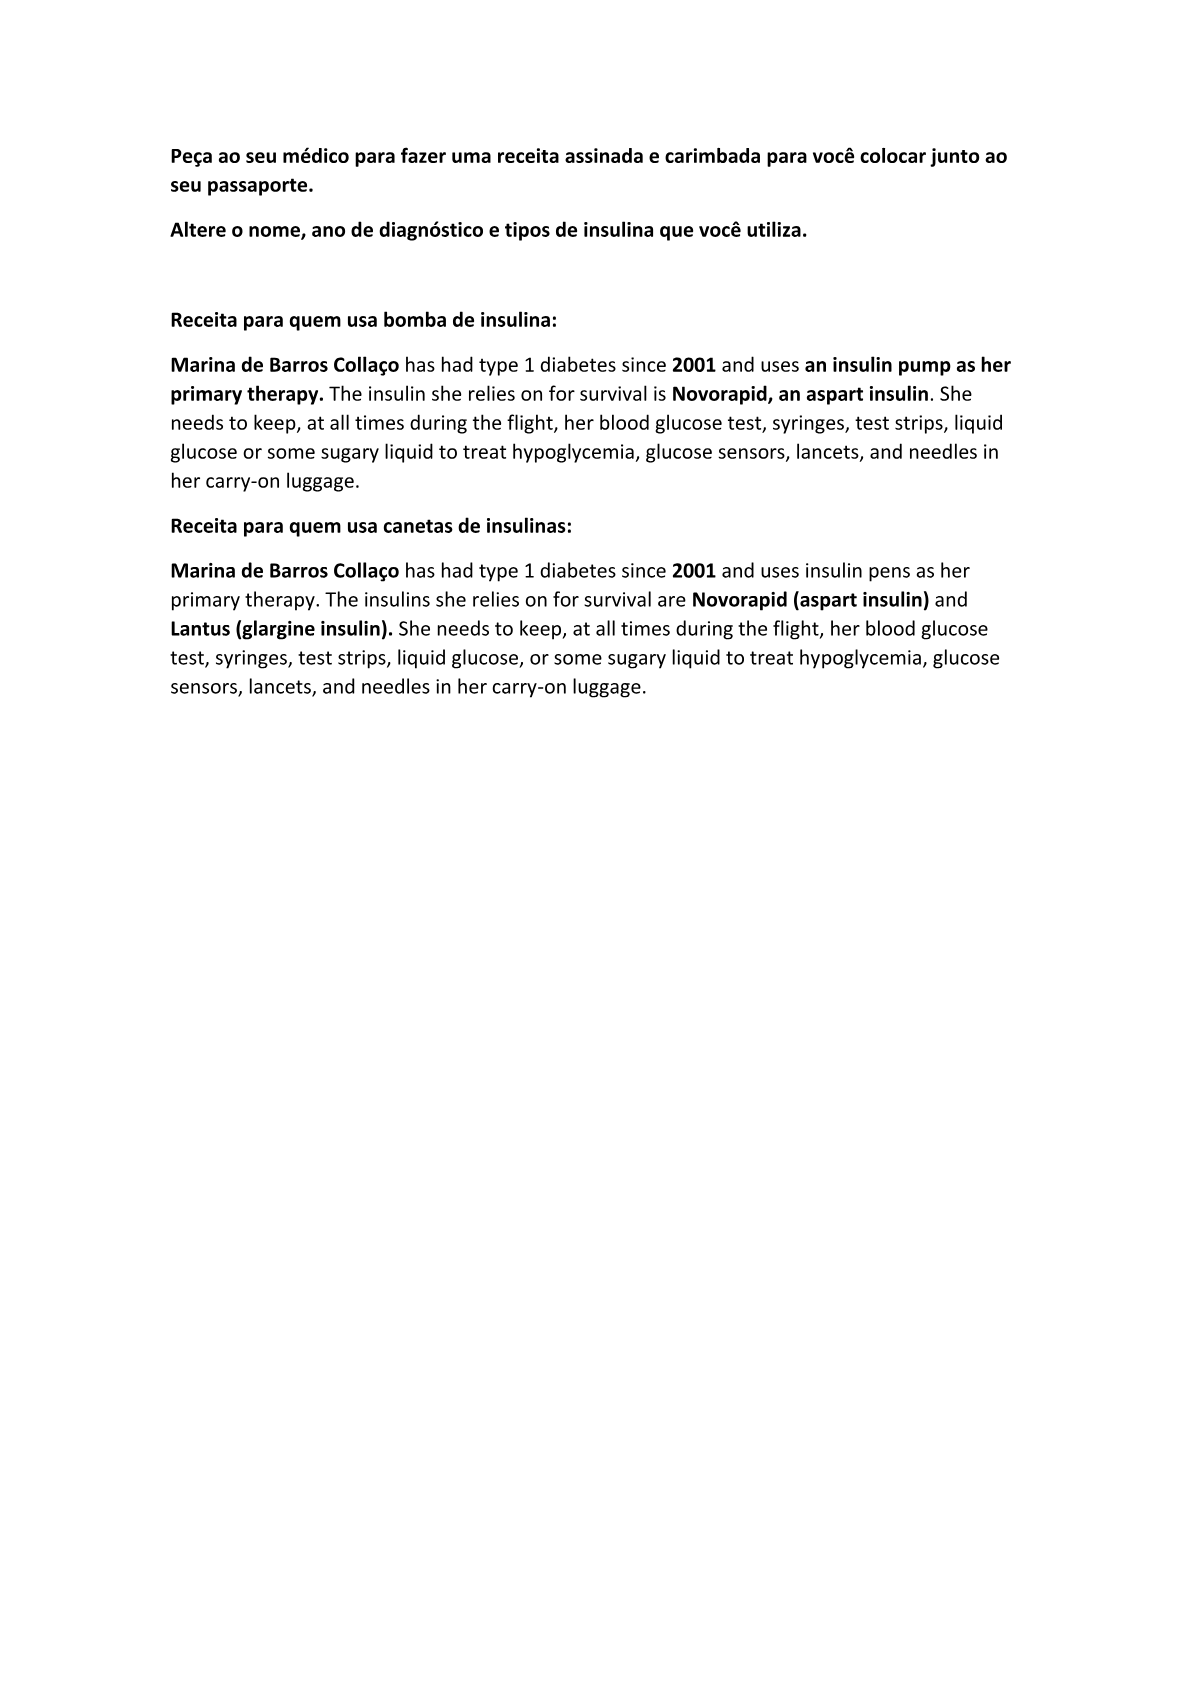 Peça ao seu médico para fazer uma receita assinada e carimbada para você colocar junto ao
seu passaporte.
Altere o nome, ano de diagnóstico e tipos de insulina que você utiliza.
Receita para quem usa bomba de insulina:
Marina de Barros Collaço has had type 1 diabetes since 2001 and uses an insulin pump as her
primary therapy. The insulin she relies on for survival is Novorapid, an aspart insulin. She
needs to keep, at all times during the flight, her blood glucose test, syringes, test strips, liquid
glucose or some sugary liquid to treat hypoglycemia, glucose sensors, lancets, and needles in
her carry-on luggage.
Receita para quem usa canetas de insulinas:
Marina de Barros Collaço has had type 1 diabetes since 2001 and uses insulin pens as her
primary therapy. The insulins she relies on for survival are Novorapid (aspart insulin) and
Lantus (glargine insulin). She needs to keep, at all times during the flight, her blood glucose
test, syringes, test strips, liquid glucose, or some sugary liquid to treat hypoglycemia, glucose
sensors, lancets, and needles in her carry-on luggage.